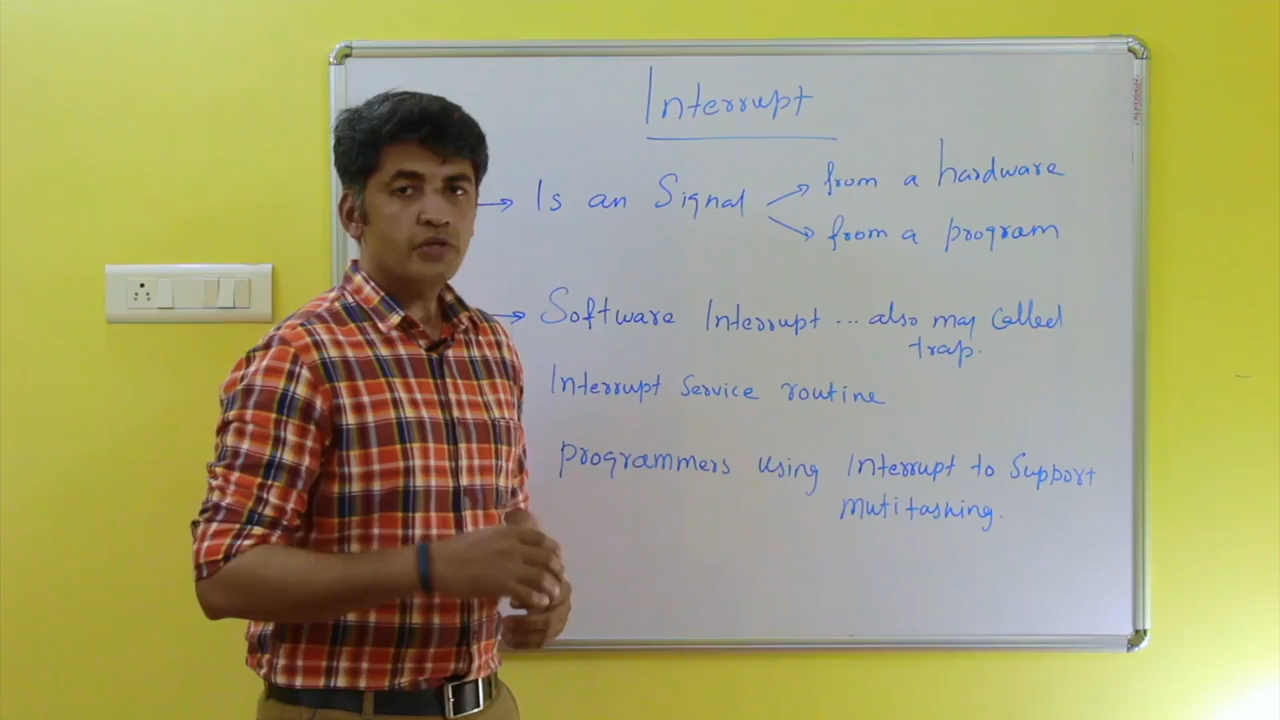 Interrupt
→ Is an Signal → from a hardware
→ from a program
→ Software Interrupt ... also may called
trap.
Interrupt Service routine
programmers using Interrupt to Support
mutitasking.